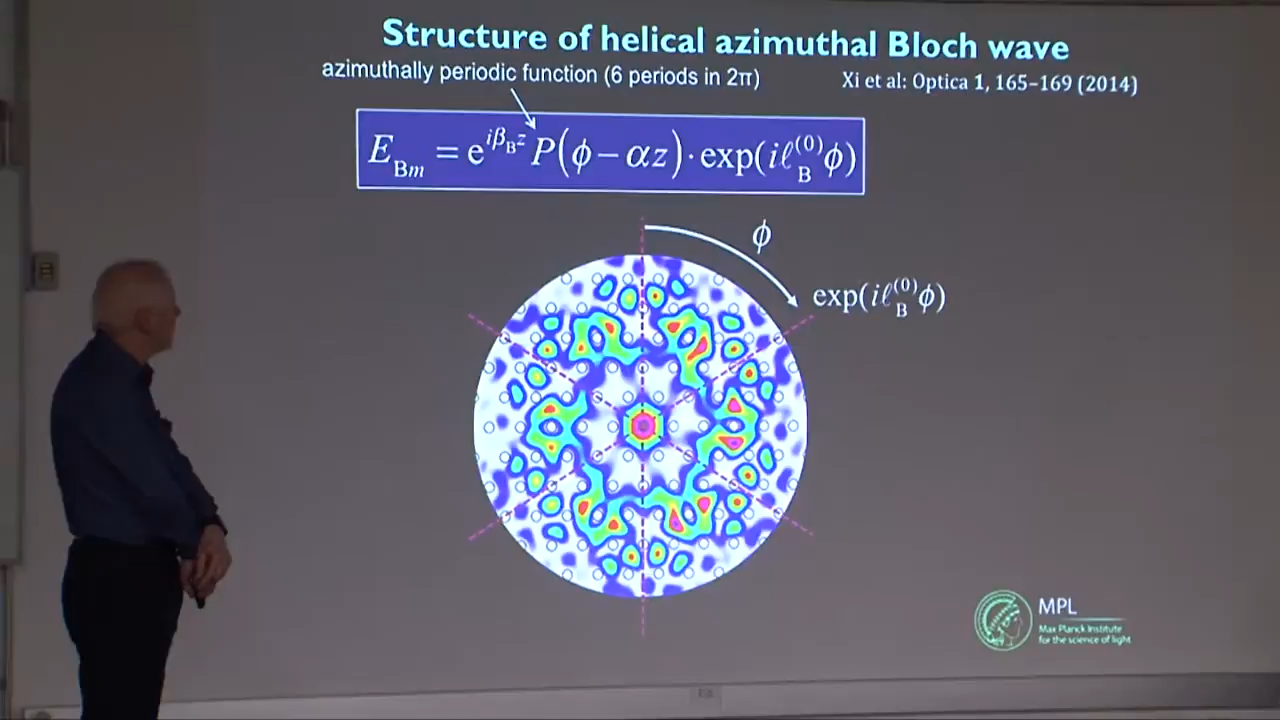 Structure of helical azimuthal Bloch wave
azimuthally periodic function (6 periods in 2π)
Xi et al: Optica 1, 165–169 (2014)
E_Bm = e^{iβ_B z} P(ϕ − αz) · exp(iℓ_B^{(0)} ϕ)
ϕ
exp(iℓ_B^{(0)} ϕ)
MPL
Max Planck Institute
for the science of light